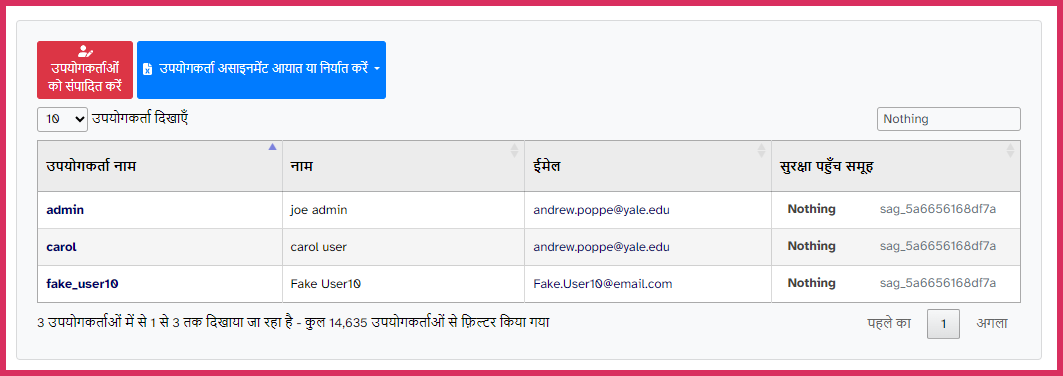 उपयोगकर्ताओं
को संपादित करें
उपयोगकर्ता असाइनमेंट आयात या निर्यात करें
10 उपयोगकर्ता दिखाएँ
Nothing
उपयोगकर्ता नाम नाम ईमेल सुरक्षा पहुँच समूह
admin joe admin andrew.poppe@yale.edu Nothing sag_5a6656168df7a
carol carol user andrew.poppe@yale.edu Nothing sag_5a6656168df7a
fake_user10 Fake User10 Fake.User10@email.com Nothing sag_5a6656168df7a
3 उपयोगकर्ताओं में से 1 से 3 तक दिखाया जा रहा है - कुल 14,635 उपयोगकर्ताओं से फ़िल्टर किया गया
पहले का 1 अगला